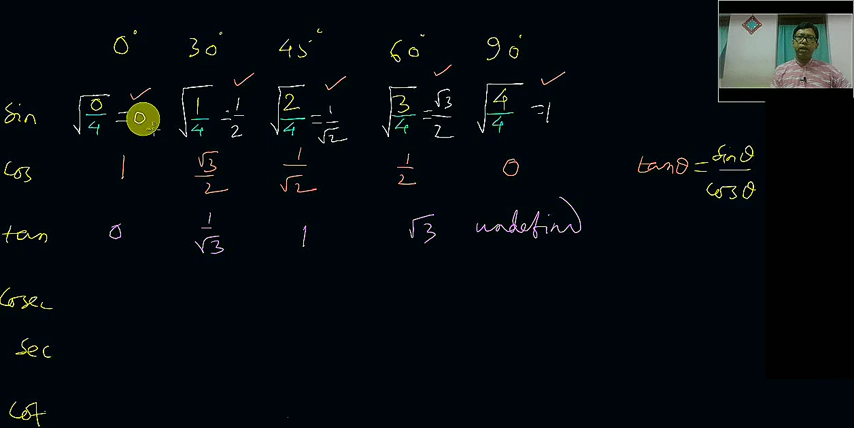 0° 30° 45° 60° 90°
sin √(0/4) = 0 √(1/4) = 1/2 √(2/4) = 1/√2 √(3/4) = √3/2 √(4/4) = 1
cos 1 √3/2 1/√2 1/2 0 tanθ = sinθ/cosθ
tan 0 1/√3 1 √3 undefind
cosec
sec
cot